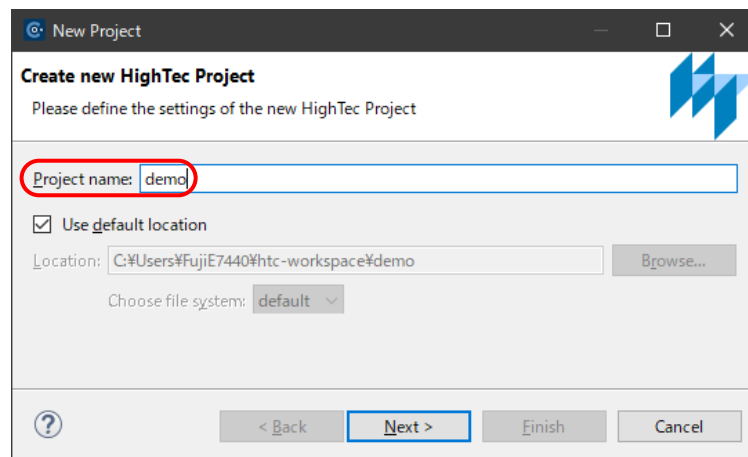 New Project
Create new HighTec Project
Please define the settings of the new HighTec Project
Project name: demo
Use default location
Location: C:¥Users¥FujiE7440¥htc-workspace¥demo Browse...
Choose file system: default
? < Back Next > Finish Cancel